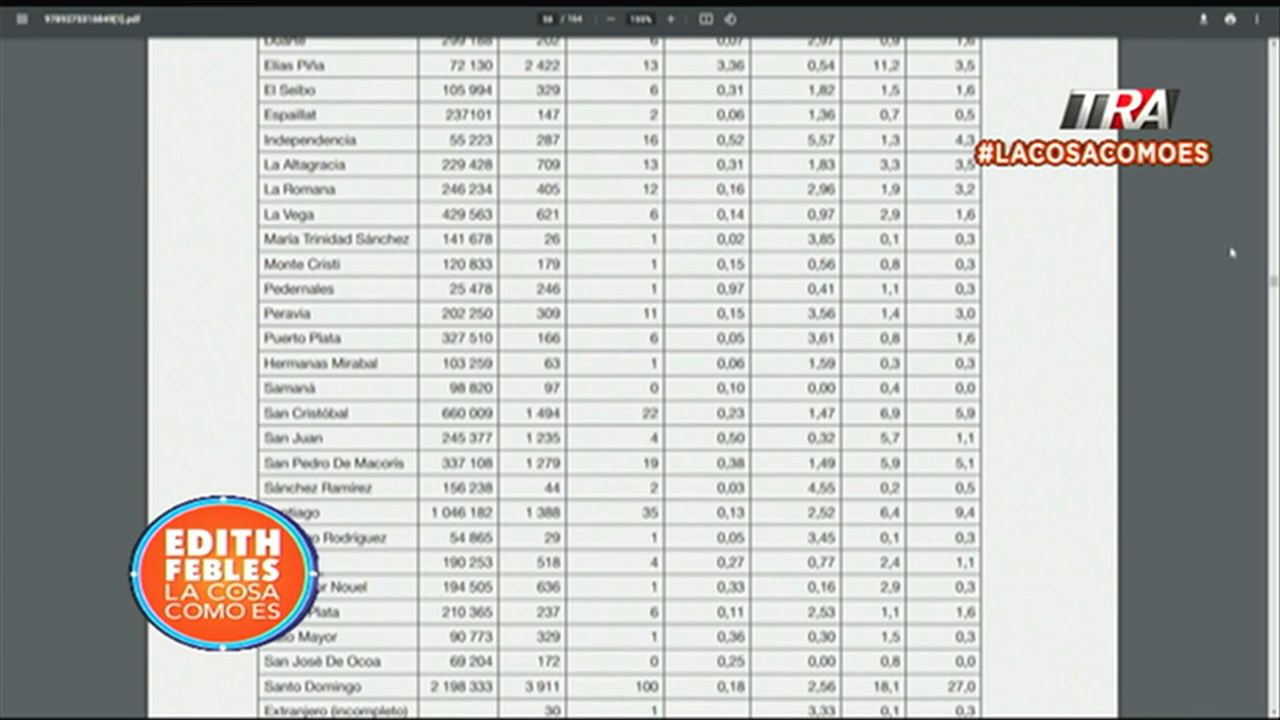 9789275316849[1].pdf 58 / 184 195%
Duarte 299 188 202 6 0,07 2,97 0,9 1,6
Elías Piña 72 130 2 422 13 3,36 0,54 11,2 3,5
El Seibo 105 994 329 6 0,31 1,82 1,5 1,6
Espaillat 237101 147 2 0,06 1,36 0,7 0,5
Independencia 55 223 287 16 0,52 5,57 1,3 4,3
La Altagracia 229 428 709 13 0,31 1,83 3,3 3,5
La Romana 246 234 405 12 0,16 2,96 1,9 3,2
La Vega 429 563 621 6 0,14 0,97 2,9 1,6
María Trinidad Sánchez 141 678 26 1 0,02 3,85 0,1 0,3
Monte Cristi 120 833 179 1 0,15 0,56 0,8 0,3
Pedernales 25 478 246 1 0,97 0,41 1,1 0,3
Peravia 202 250 309 11 0,15 3,56 1,4 3,0
Puerto Plata 327 510 166 6 0,05 3,61 0,8 1,6
Hermanas Mirabal 103 259 63 1 0,06 1,59 0,3 0,3
Samaná 98 820 97 0 0,10 0,00 0,4 0,0
San Cristóbal 660 009 1 494 22 0,23 1,47 6,9 5,9
San Juan 245 377 1 235 4 0,50 0,32 5,7 1,1
San Pedro De Macoris 337 108 1 279 19 0,38 1,49 5,9 5,1
Sánchez Ramírez 156 238 44 2 0,03 4,55 0,2 0,5
tiago 1 046 182 1 388 35 0,13 2,52 6,4 9,4
o Rodríguez 54 865 29 1 0,05 3,45 0,1 0,3
190 253 518 4 0,27 0,77 2,4 1,1
r Nouel 194 505 636 1 0,33 0,16 2,9 0,3
Plata 210 365 237 6 0,11 2,53 1,1 1,6
o Mayor 90 773 329 1 0,36 0,30 1,5 0,3
San José De Ocoa 69 204 172 0 0,25 0,00 0,8 0,0
Santo Domingo 2 198 333 3 911 100 0,18 2,56 18,1 27,0
Extranjero (incompleto) 30 1 3,33 0,1 0,3
TRA
#LACOSACOMOES
EDITH
FEBLES
LA COSA
COMO ES